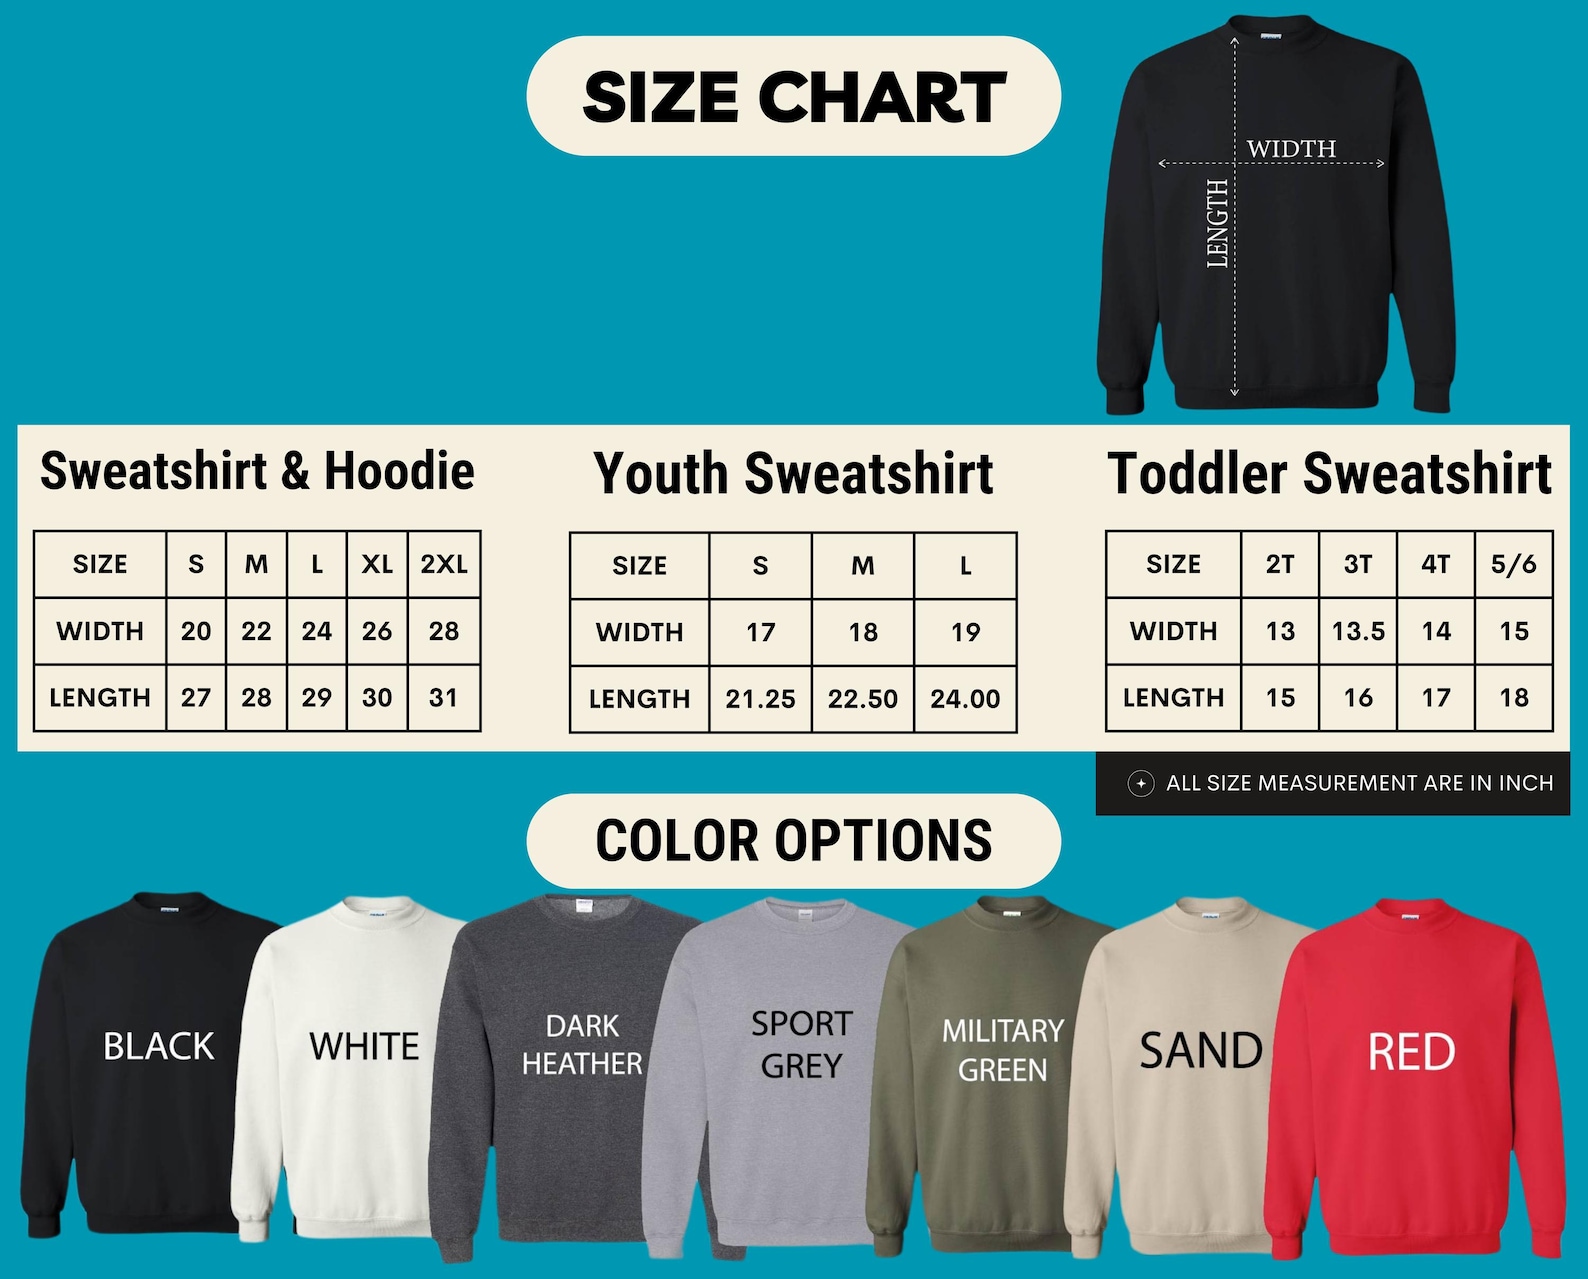 SIZE CHART
WIDTH
LENGTH
Sweatshirt & Hoodie
SIZE S M L XL 2XL
WIDTH 20 22 24 26 28
LENGTH 27 28 29 30 31
Youth Sweatshirt
SIZE S M L
WIDTH 17 18 19
LENGTH 21.25 22.50 24.00
Toddler Sweatshirt
SIZE 2T 3T 4T 5/6
WIDTH 13 13.5 14 15
LENGTH 15 16 17 18
ALL SIZE MEASUREMENT ARE IN INCH
COLOR OPTIONS
BLACK
WHITE
DARK
HEATHER
SPORT
GREY
MILITARY
GREEN
SAND
RED